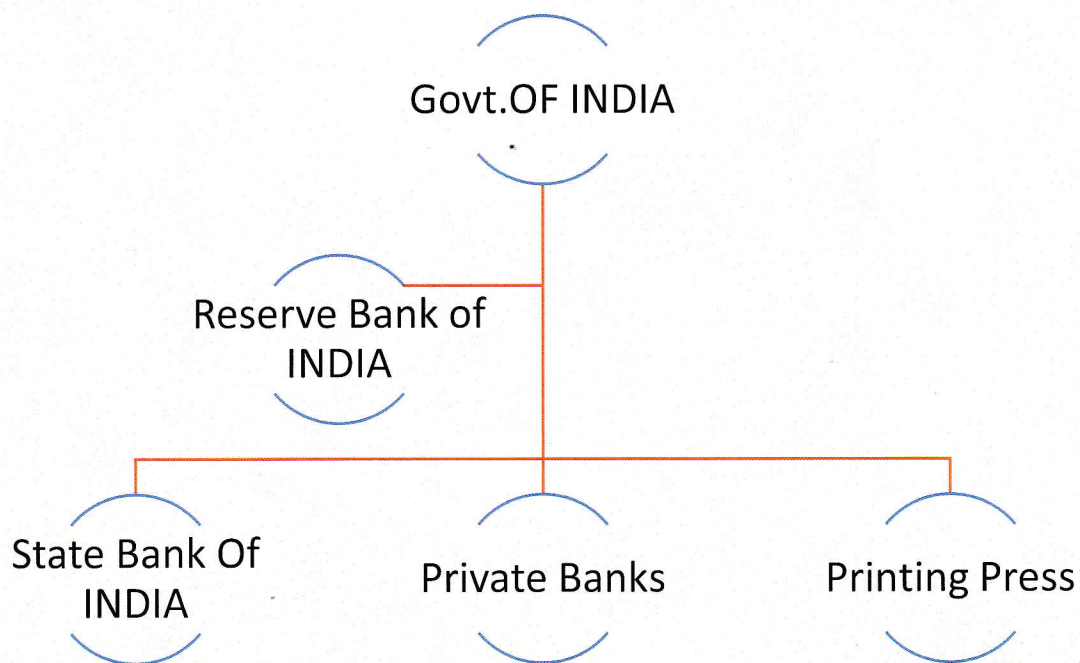 Govt.OF INDIA
Reserve Bank of
INDIA
State Bank Of
INDIA
Private Banks
Printing Press